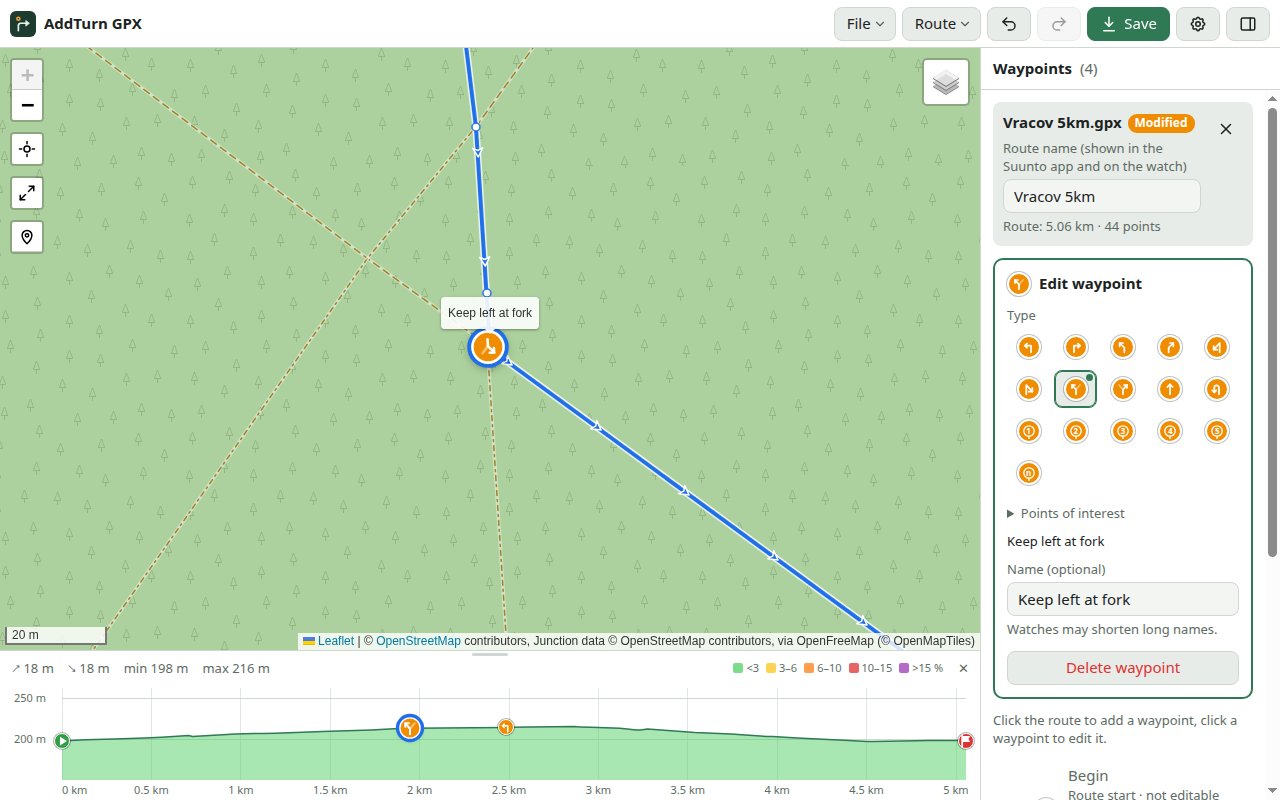 AddTurn GPX
File
Route
Save
Waypoints (4)
Vracov 5km.gpx
Modified
Route name (shown in the
Suunto app and on the watch)
Vracov 5km
Route: 5.06 km · 44 points
Edit waypoint
Type
1
2
3
4
5
n
Points of interest
Keep left at fork
Name (optional)
Keep left at fork
Watches may shorten long names.
Delete waypoint
Click the route to add a waypoint, click a
waypoint to edit it.
Begin
Route start · not editable
+
−
Keep left at fork
20 m
Leaflet | © OpenStreetMap contributors, Junction data © OpenStreetMap contributors, via OpenFreeMap (© OpenMapTiles)
↗ 18 m ↘ 18 m min 198 m max 216 m
<3 3–6 6–10 10–15 >15 %
250 m
200 m
0 km 0.5 km 1 km 1.5 km 2 km 2.5 km 3 km 3.5 km 4 km 4.5 km 5 km